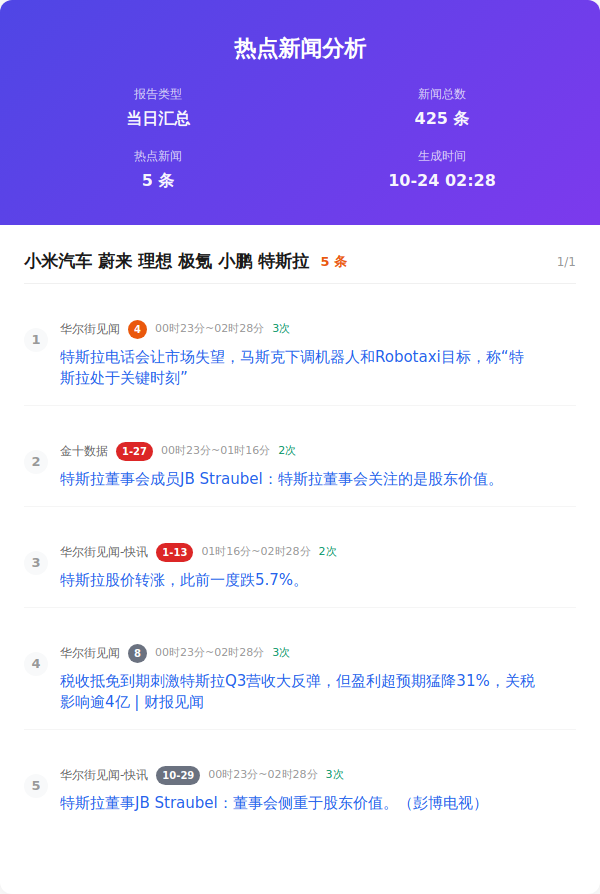 热点新闻分析
报告类型
新闻总数
当日汇总
425 条
热点新闻
生成时间
5 条
10-24 02:28
小米汽车 蔚来 理想 极氪 小鹏 特斯拉 5 条 1/1
1
华尔街见闻 4 00时23分~02时28分 3次
特斯拉电话会让市场失望，马斯克下调机器人和Robotaxi目标，称“特
斯拉处于关键时刻”
2
金十数据 1-27 00时23分~01时16分 2次
特斯拉董事会成员JB Straubel：特斯拉董事会关注的是股东价值。
3
华尔街见闻-快讯 1-13 01时16分~02时28分 2次
特斯拉股价转涨，此前一度跌5.7%。
4
华尔街见闻 8 00时23分~02时28分 3次
税收抵免到期刺激特斯拉Q3营收大反弹，但盈利超预期猛降31%，关税
影响逾4亿 | 财报见闻
5
华尔街见闻-快讯 10-29 00时23分~02时28分 3次
特斯拉董事JB Straubel：董事会侧重于股东价值。（彭博电视）